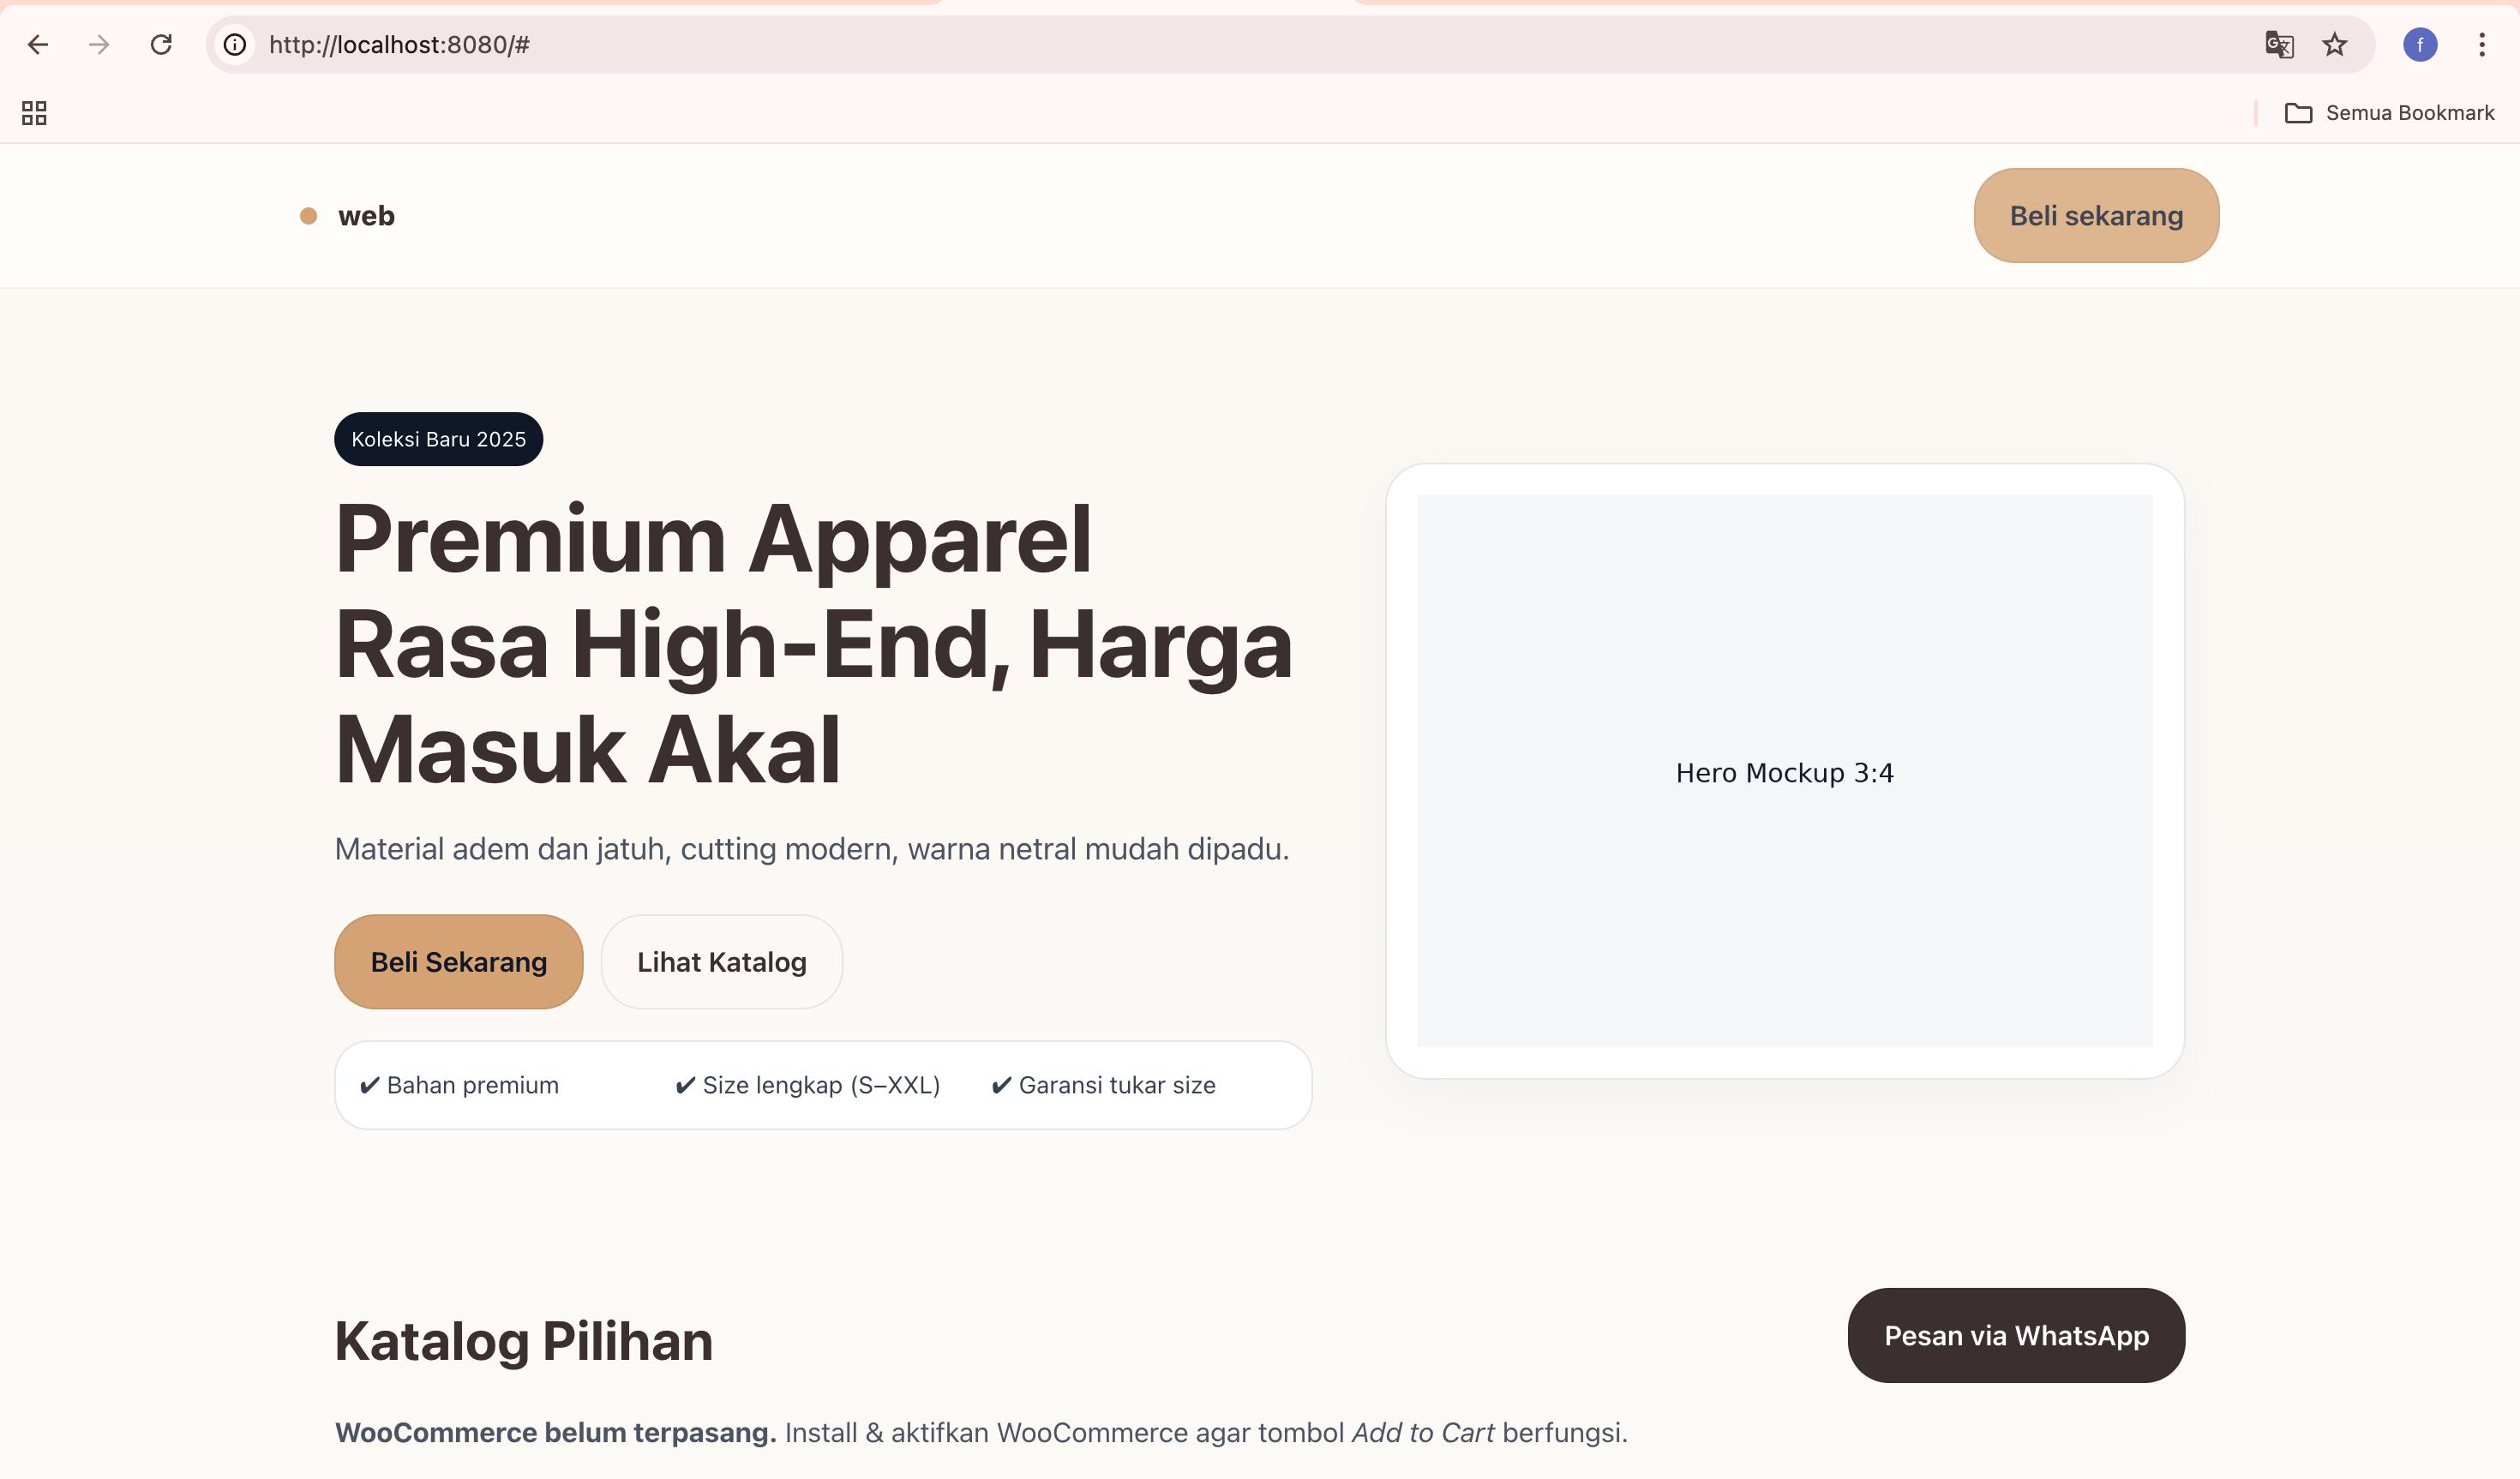 http://localhost:8080/#
f
Semua Bookmark
web
Beli sekarang
Koleksi Baru 2025
Premium Apparel
Rasa High-End, Harga
Masuk Akal
Material adem dan jatuh, cutting modern, warna netral mudah dipadu.
Beli Sekarang
Lihat Katalog
✔ Bahan premium
✔ Size lengkap (S–XXL)
✔ Garansi tukar size
Hero Mockup 3:4
Katalog Pilihan
Pesan via WhatsApp
WooCommerce belum terpasang. Install & aktifkan WooCommerce agar tombol Add to Cart berfungsi.